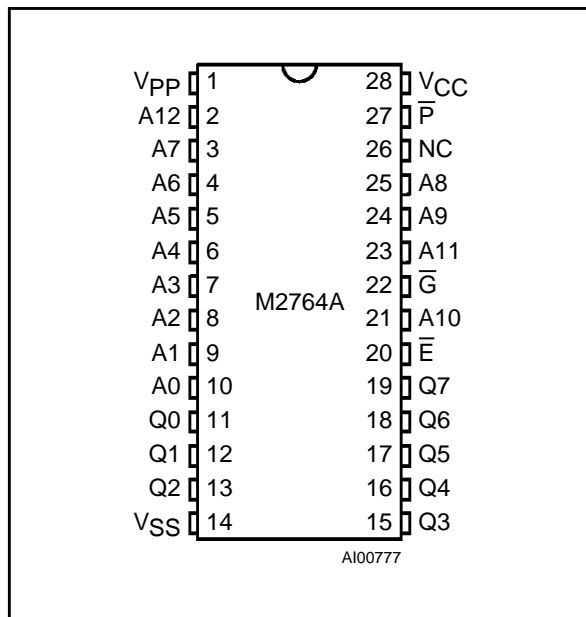 VPP 1 28 VCC
A12 2 27 P̅
A7 3 26 NC
A6 4 25 A8
A5 5 24 A9
A4 6 23 A11
A3 7 22 G̅
M2764A
A2 8 21 A10
A1 9 20 E̅
A0 10 19 Q7
Q0 11 18 Q6
Q1 12 17 Q5
Q2 13 16 Q4
VSS 14 15 Q3
AI00777